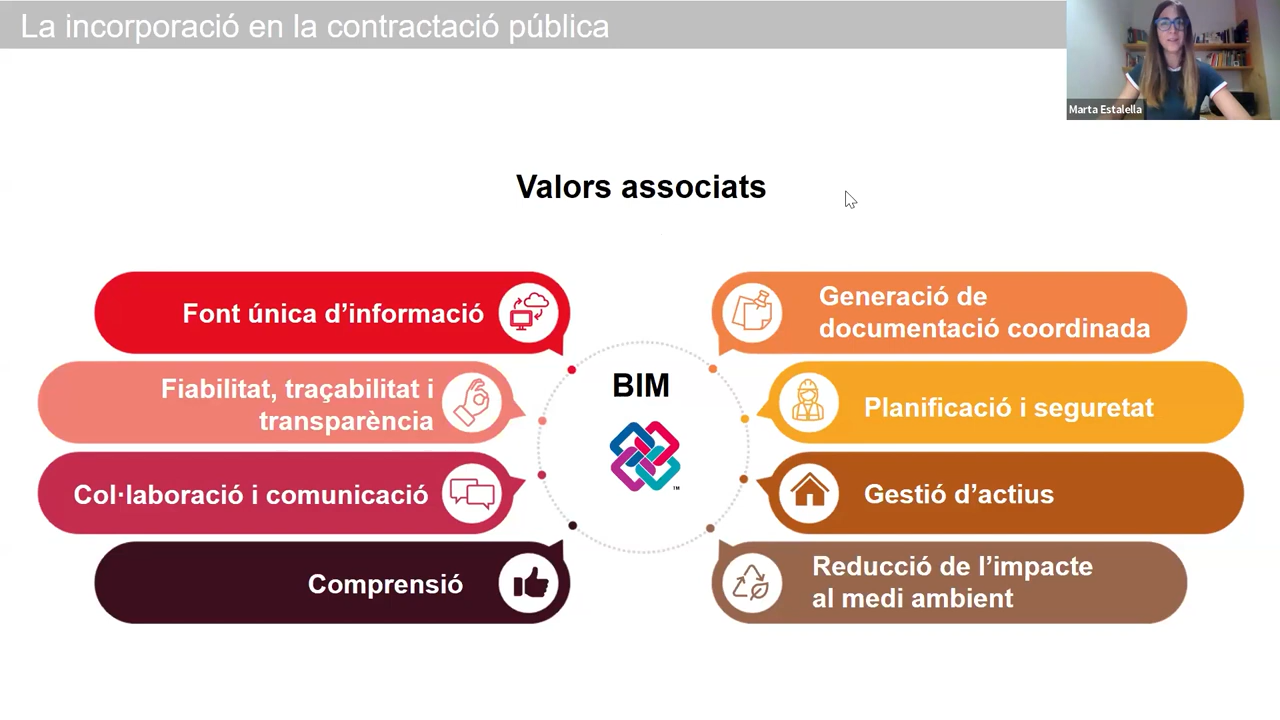 La incorporació en la contractació pública
Marta Estalella
Valors associats
Font única d’informació
Fiabilitat, traçabilitat i
transparència
Col·laboració i comunicació
Comprensió
BIM
™
Generació de
documentació coordinada
Planificació i seguretat
Gestió d’actius
Reducció de l’impacte
al medi ambient